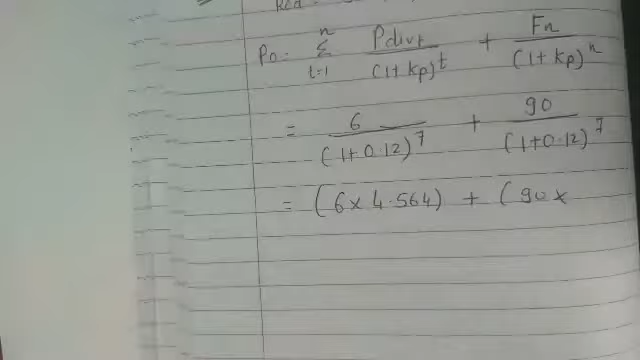 P0 = n Σ t=1 Pdivt / (1 + kp)^t + Fn / (1 + kp)^n
= 6 / (1+0.12)^7 + 90 / (1+0.12)^7
= (6 x 4.564) + (90 x